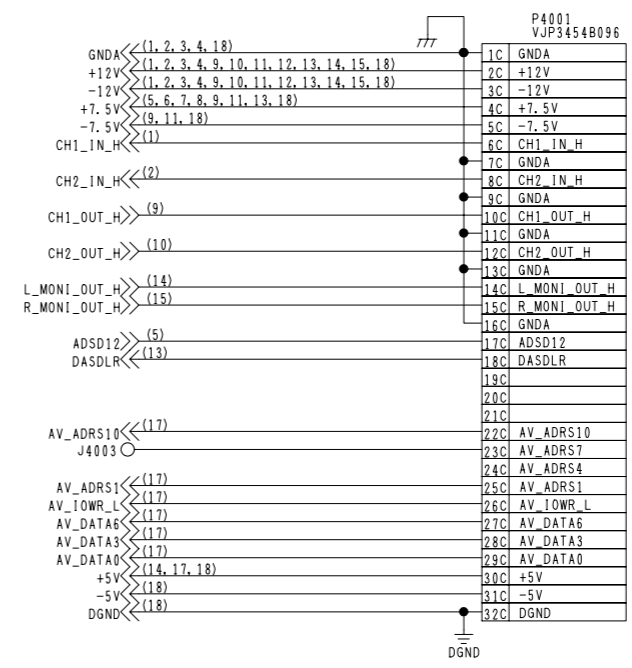 P4001
VJP3454B096
GNDA (1, 2, 3, 4, 18) 1C GNDA
+12V (1, 2, 3, 4, 9, 10, 11, 12, 13, 14, 15, 18) 2C +12V
-12V (1, 2, 3, 4, 9, 10, 11, 12, 13, 14, 15, 18) 3C -12V
+7.5V (5, 6, 7, 8, 9, 11, 13, 18) 4C +7.5V
-7.5V (9, 11, 18) 5C -7.5V
CH1_IN_H (1) 6C CH1_IN_H
7C GNDA
CH2_IN_H (2) 8C CH2_IN_H
9C GNDA
CH1_OUT_H (9) 10C CH1_OUT_H
11C GNDA
CH2_OUT_H (10) 12C CH2_OUT_H
13C GNDA
L_MONI_OUT_H (14) 14C L_MONI_OUT_H
R_MONI_OUT_H (15) 15C R_MONI_OUT_H
16C GNDA
ADSD12 (5) 17C ADSD12
DASDLR (13) 18C DASDLR
19C
20C
21C
AV_ADRS10 (17) 22C AV_ADRS10
J4003 23C AV_ADRS7
24C AV_ADRS4
AV_ADRS1 (17) 25C AV_ADRS1
AV_IOWR_L (17) 26C AV_IOWR_L
AV_DATA6 (17) 27C AV_DATA6
AV_DATA3 (17) 28C AV_DATA3
AV_DATA0 (17) 29C AV_DATA0
+5V (14, 17, 18) 30C +5V
-5V (18) 31C -5V
DGND (18) 32C DGND
DGND